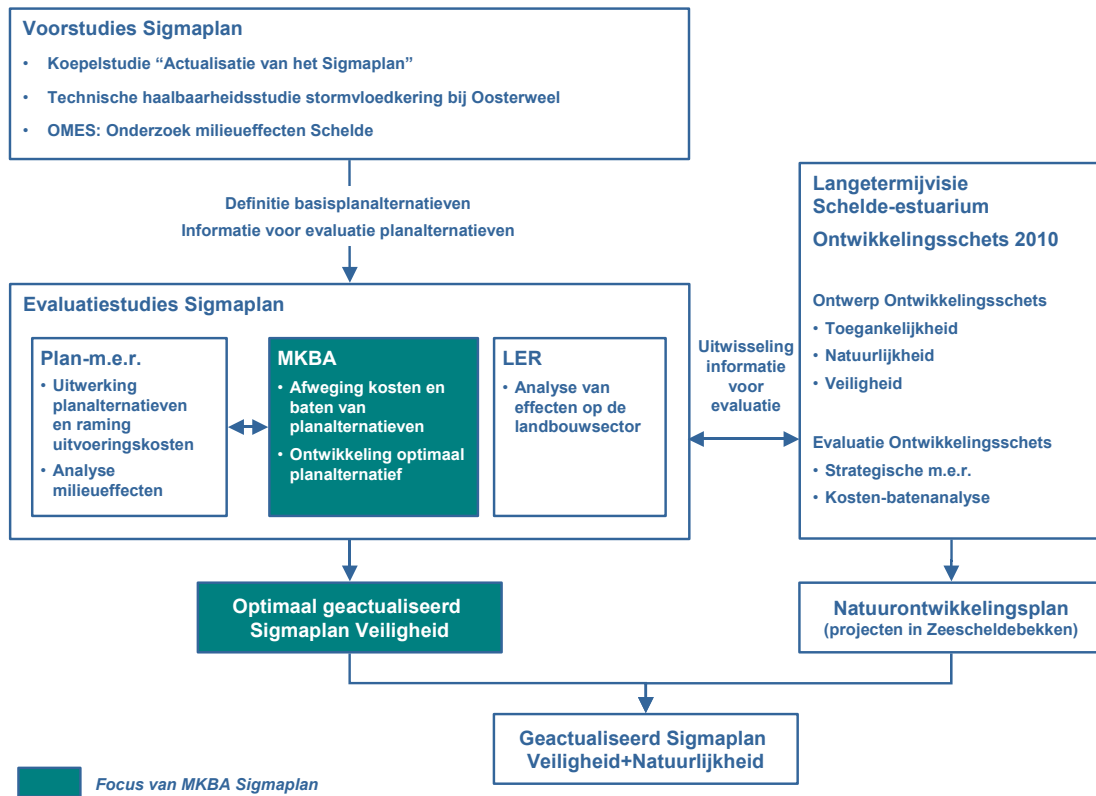 Voorstudies Sigmaplan
• Koepelstudie “Actualisatie van het Sigmaplan”
• Technische haalbaarheidsstudie stormvloedkering bij Oosterweel
• OMES: Onderzoek milieueffecten Schelde
Definitie basisplanalternatieven
Informatie voor evaluatie planalternatieven
Evaluatiestudies Sigmaplan
Plan-m.e.r.
• Uitwerking
planalternatieven
en raming
uitvoeringskosten
• Analyse
milieueffecten
MKBA
• Afweging kosten en
baten van
planalternatieven
• Ontwikkeling optimaal
planalternatief
LER
• Analyse van
effecten op de
landbouwsector
Uitwisseling
informatie
voor
evaluatie
Langetermijvisie
Schelde-estuarium
Ontwikkelingsschets 2010
Ontwerp Ontwikkelingsschets
• Toegankelijkheid
• Natuurlijkheid
• Veiligheid
Evaluatie Ontwikkelingsschets
• Strategische m.e.r.
• Kosten-batenanalyse
Optimaal geactualiseerd
Sigmaplan Veiligheid
Natuurontwikkelingsplan
(projecten in Zeescheldebekken)
Geactualiseerd Sigmaplan
Veiligheid+Natuurlijkheid
Focus van MKBA Sigmaplan